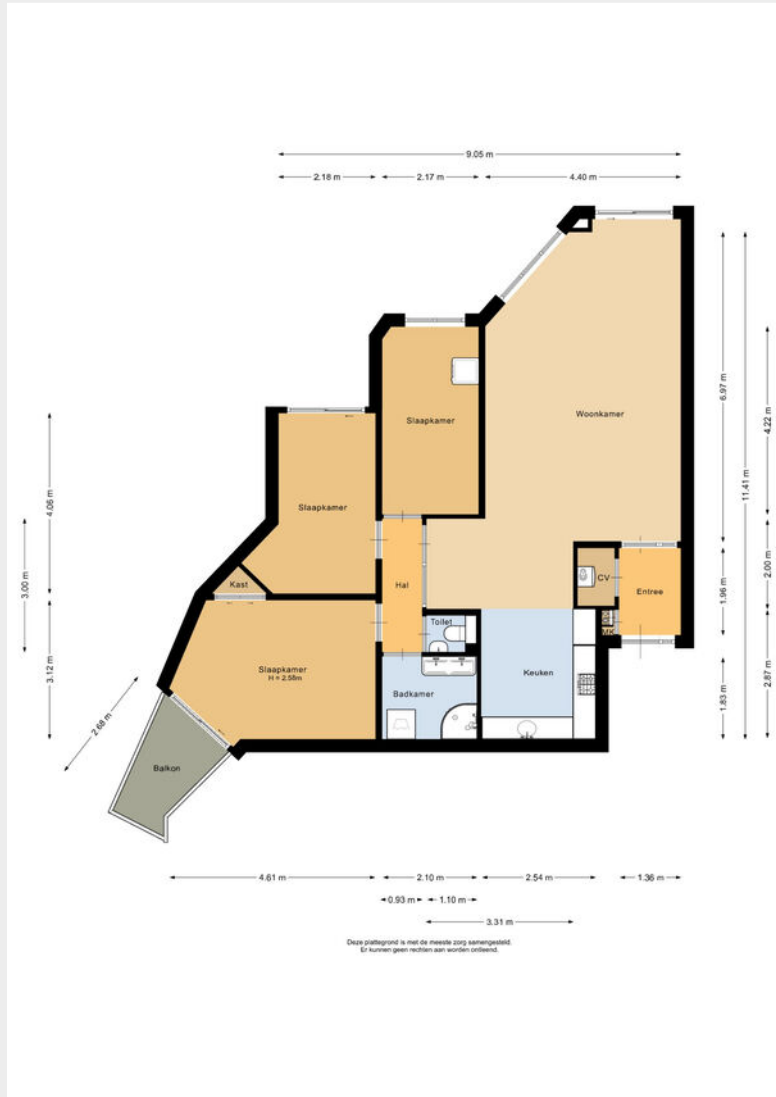 9.05 m
2.18 m
2.17 m
4.40 m
Slaapkamer
Woonkamer
Slaapkamer
6.97 m
4.22 m
11.41 m
4.06 m
3.00 m
Kast
Hal
CV
Entree
MK
2.00 m
1.96 m
Toilet
Slaapkamer
H = 2.58m
Badkamer
Keuken
3.12 m
2.68 m
1.83 m
2.87 m
Balkon
4.61 m
2.10 m
2.54 m
1.36 m
0.93 m
1.10 m
3.31 m
Deze plattegrond is met de meeste zorg samengesteld.
Er kunnen geen rechten aan worden ontleend.